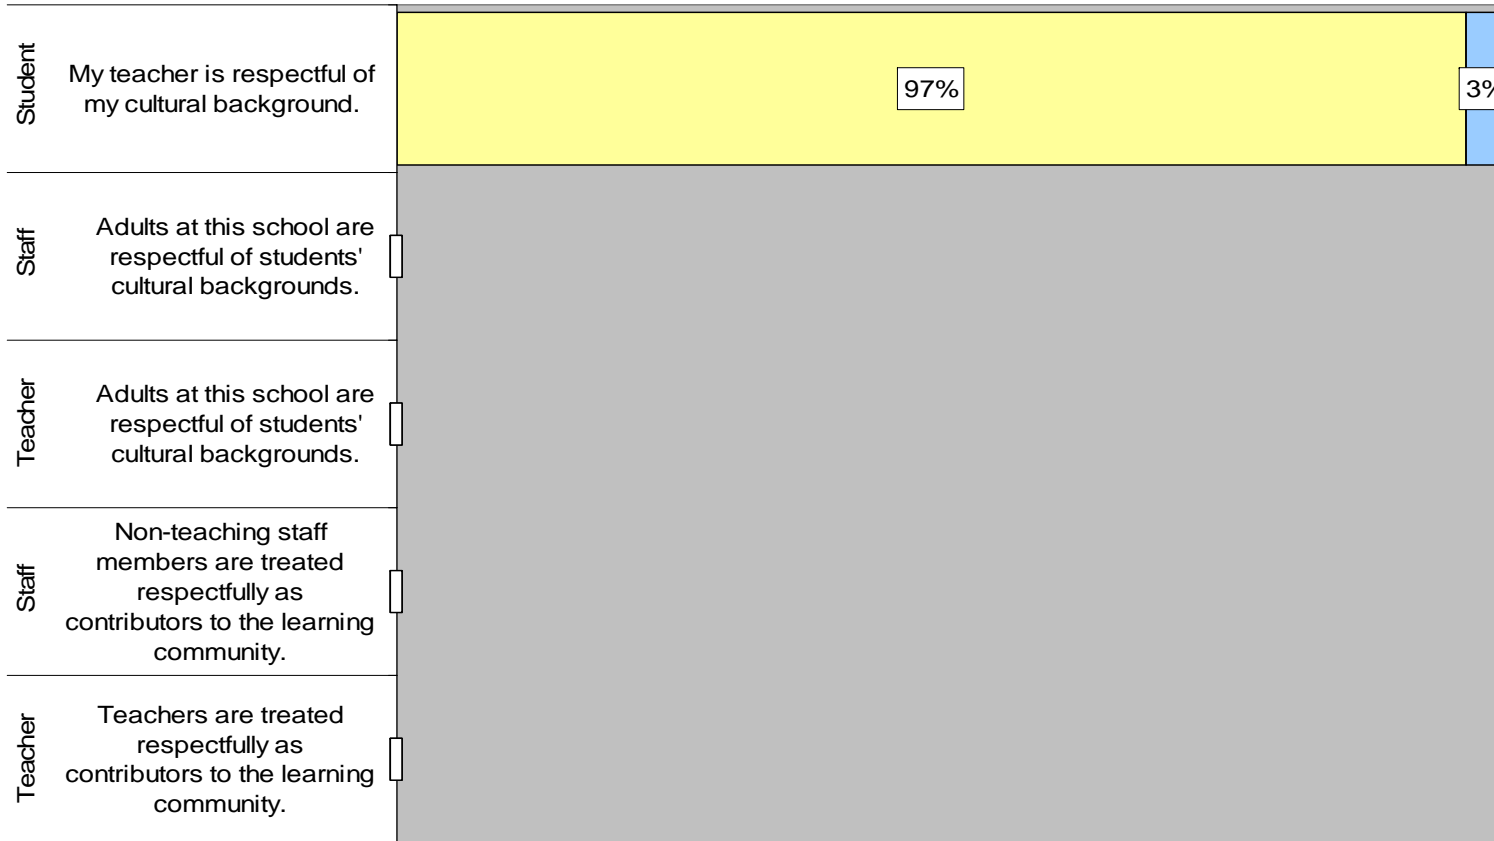 Student
My teacher is respectful of
my cultural background.
97%
3%
Staff
Adults at this school are
respectful of students'
cultural backgrounds.
Teacher
Adults at this school are
respectful of students'
cultural backgrounds.
Staff
Non-teaching staff
members are treated
respectfully as
contributors to the learning
community.
Teacher
Teachers are treated
respectfully as
contributors to the learning
community.